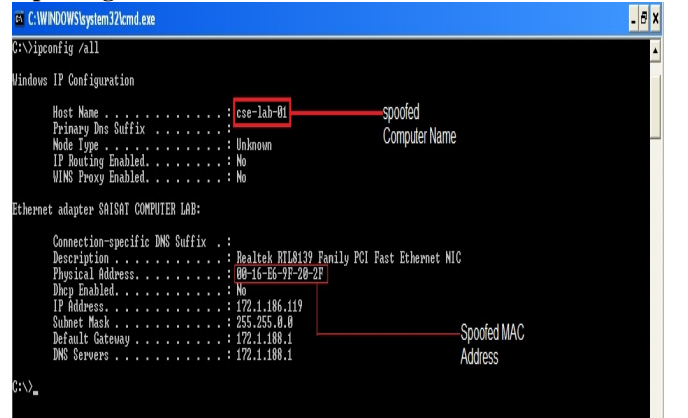 C:\WINDOWS\system32\cmd.exe
C:\>ipconfig /all
Windows IP Configuration
Host Name . . . . . . . . . . . . : cse-lab-01
spoofed
Computer Name
Primary Dns Suffix . . . . . . . :
Node Type . . . . . . . . . . . . : Unknown
IP Routing Enabled. . . . . . . . : No
WINS Proxy Enabled. . . . . . . . : No
Ethernet adapter SAISAT COMPUTER LAB:
Connection-specific DNS Suffix . :
Description . . . . . . . . . . . : Realtek RTL8139 Family PCI Fast Ethernet NIC
Physical Address. . . . . . . . . : 00-16-E6-9F-20-2F
Dhcp Enabled. . . . . . . . . . . : No
IP Address. . . . . . . . . . . . : 172.1.186.119
Subnet Mask . . . . . . . . . . . : 255.255.0.0
Default Gateway . . . . . . . . . : 172.1.188.1
DNS Servers . . . . . . . . . . . : 172.1.188.1
Spoofed MAC
Address
C:\>_